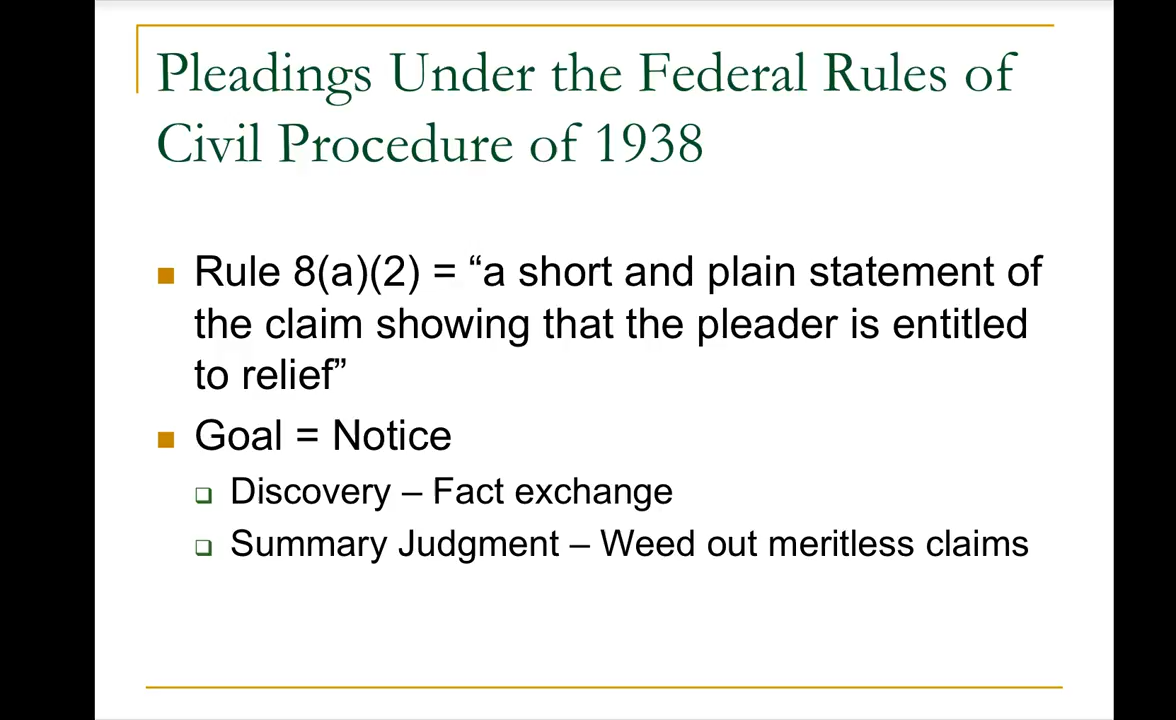 Pleadings Under the Federal Rules of
Civil Procedure of 1938
Rule 8(a)(2) = “a short and plain statement of
the claim showing that the pleader is entitled
to relief”
Goal = Notice
Discovery – Fact exchange
Summary Judgment – Weed out meritless claims